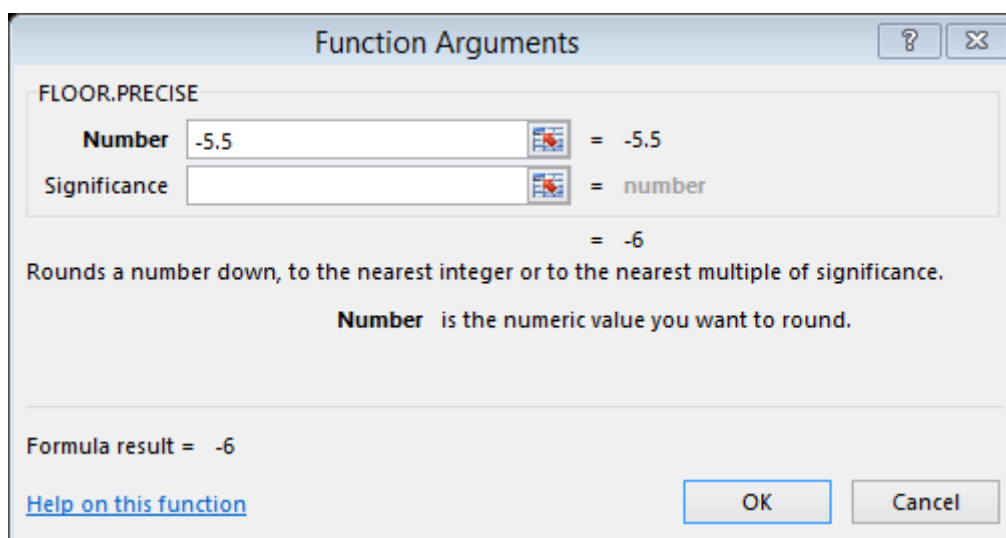 Function Arguments
FLOOR.PRECISE
Number -5.5 = -5.5
Significance = number
= -6
Rounds a number down, to the nearest integer or to the nearest multiple of significance.
Number is the numeric value you want to round.
Formula result = -6
Help on this function OK Cancel